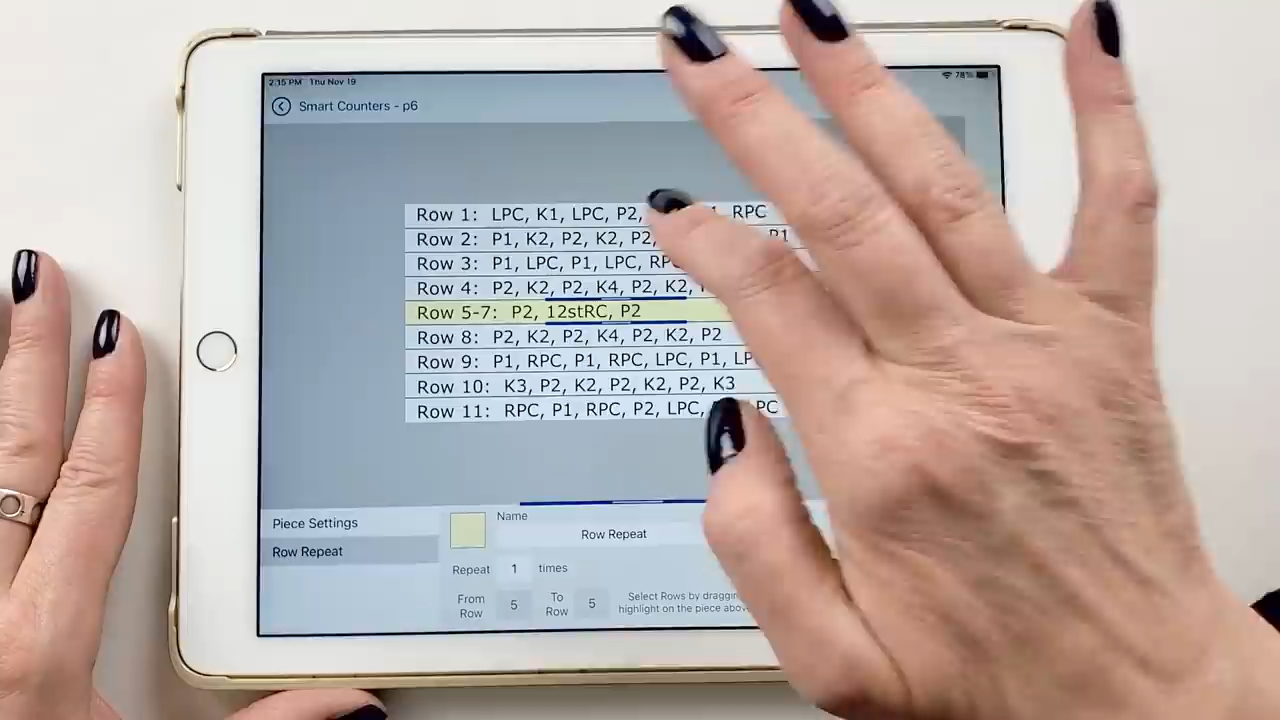 2:15 PM Thu Nov 19
78%
Smart Counters - p6
Row 1: LPC, K1, LPC, P2, RPC
Row 2: P1, K2, P2, K2, P2, P1
Row 3: P1, LPC, P1, LPC,
Row 4: P2, K2, P2, K4, P2, K2,
Row 5-7: P2, 12stRC, P2
Row 8: P2, K2, P2, K4, P2, K2, P2
Row 9: P1, RPC, P1, RPC, LPC, P1,
Row 10: K3, P2, K2, P2, K2, P2, K3
Row 11: RPC, P1, RPC, P2, LPC,
Piece Settings
Name
Row Repeat
Row Repeat
Repeat 1 times
From Row 5 To Row 5
Select Rows by
highlight on the piece